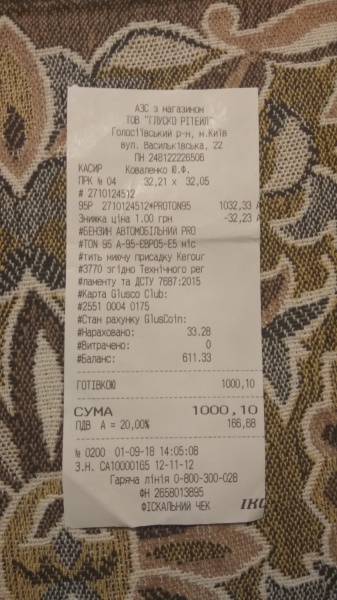 АЗС з магазином
ТОВ "ГЛУСКО РІТЕЙЛ"
Голосіївський р-н, м.Київ
вул. Васильківська, 22
ПН 248122226506
КАСИР Коваленко Ю.Ф.
ПРК № 04 32,21 x 32,05
# 2710124512
95P 2710124512*PROTON95 1032,33 А
Знижка ціна 1.00 грн -32,23 А
#БЕНЗИН АВТОМОБІЛЬНИЙ PRO
#TON 95 А-95-ЄВР05-Е5 міс
#тить миючу присадку Kerour
#3770 згідно Технічного рег
#ламенту та ДСТУ 7687:2015
#Карта Glusco Club:
#2551 0004 0175
#Стан рахунку GlusCoin:
#Нараховано: 33.28
#Витрачено: 0
#Баланс: 611.33
ГОТІВКОЮ 1000,10
СУМА 1000,10
ПДВ А = 20,00% 166,68
№ 0200 01-09-18 14:05:08
З.Н. СА10000165 12-11-12
Гаряча лінія 0-800-300-028
ФН 2658013895
ФІСКАЛЬНИЙ ЧЕК